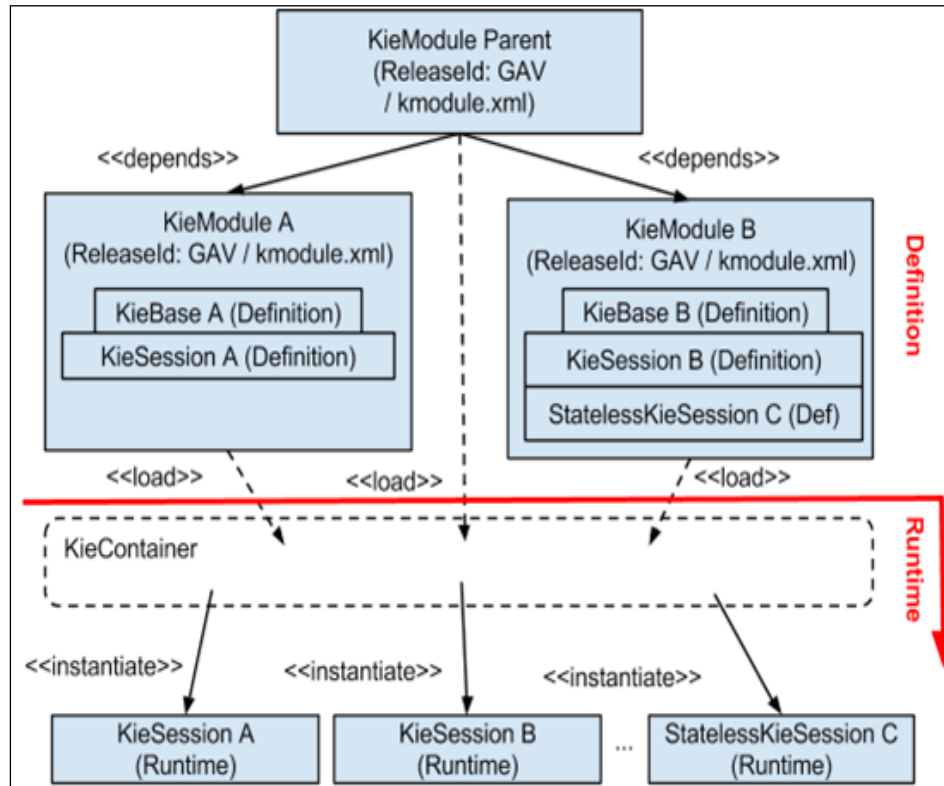 KieModule Parent
(ReleaseId: GAV
/ kmodule.xml)
<<depends>>
<<depends>>
KieModule A
(ReleaseId: GAV / kmodule.xml)
KieBase A (Definition)
KieSession A (Definition)
KieModule B
(ReleaseId: GAV / kmodule.xml)
KieBase B (Definition)
KieSession B (Definition)
StatelessKieSession C (Def)
Definition
<<load>>
<<load>>
<<load>>
KieContainer
Runtime
<<instantiate>>
<<instantiate>>
<<instantiate>>
KieSession A
(Runtime)
KieSession B
(Runtime)
...
StatelessKieSession C
(Runtime)